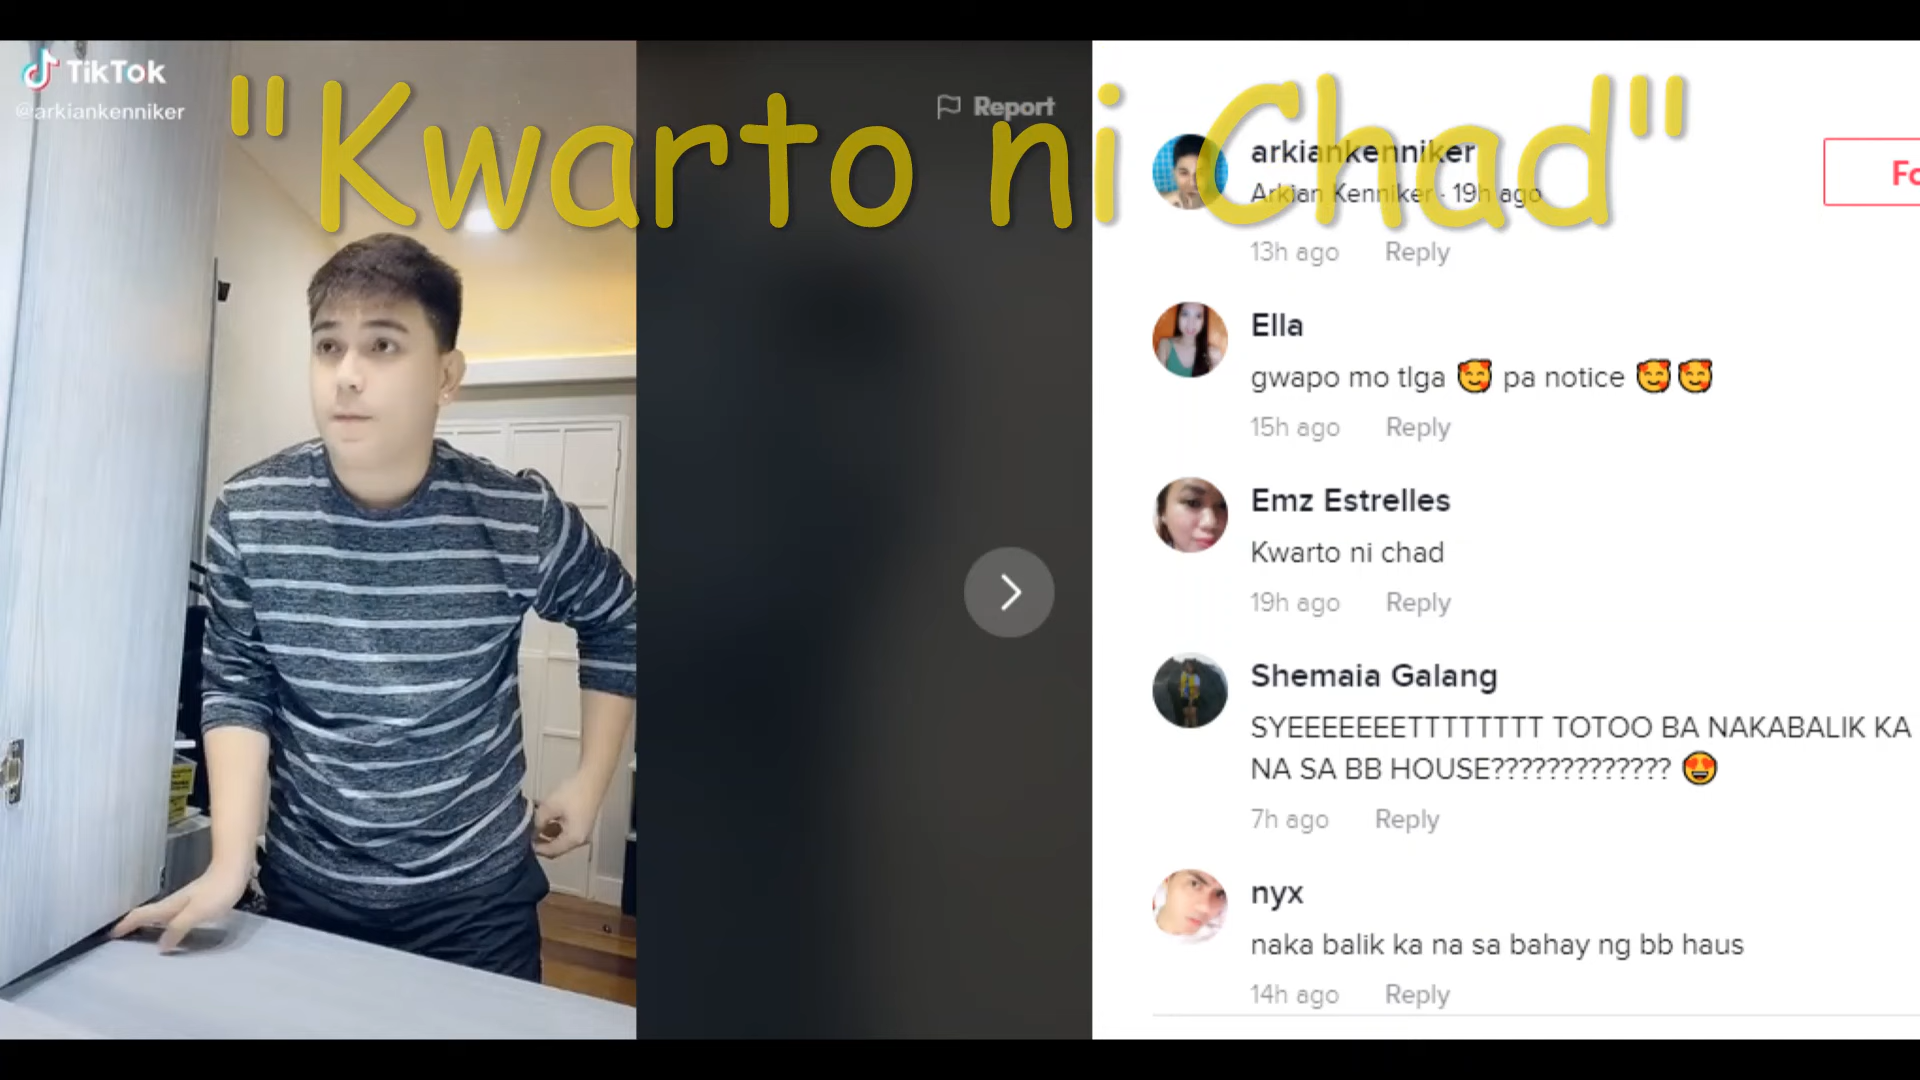 TikTok
@arkiankenniker
"Kwarto ni Chad"
Report
arkiankenniker
Arkian Kenniker · 19h ago
13h ago Reply
Ella
gwapo mo tlga 🥰 pa notice 🥰🥰
15h ago Reply
Emz Estrelles
Kwarto ni chad
19h ago Reply
Shemaia Galang
SYEEEEEEETTTTTTTT TOTOO BA NAKABALIK KA
NA SA BB HOUSE????????????? 😍
7h ago Reply
nyx
naka balik ka na sa bahay ng bb haus
14h ago Reply